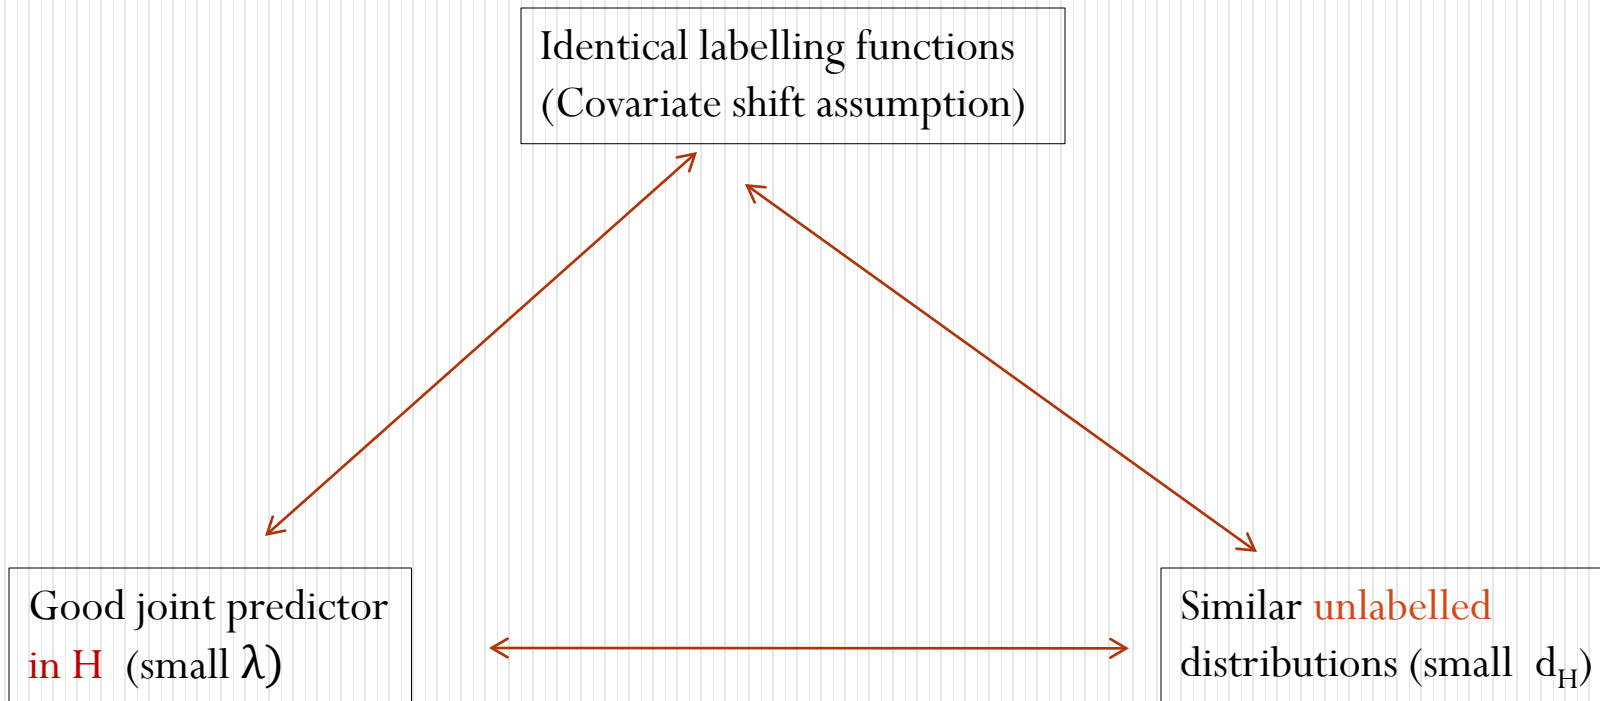 Identical labelling functions
(Covariate shift assumption)
Good joint predictor
in H (small λ)
Similar unlabelled
distributions (small d_H)